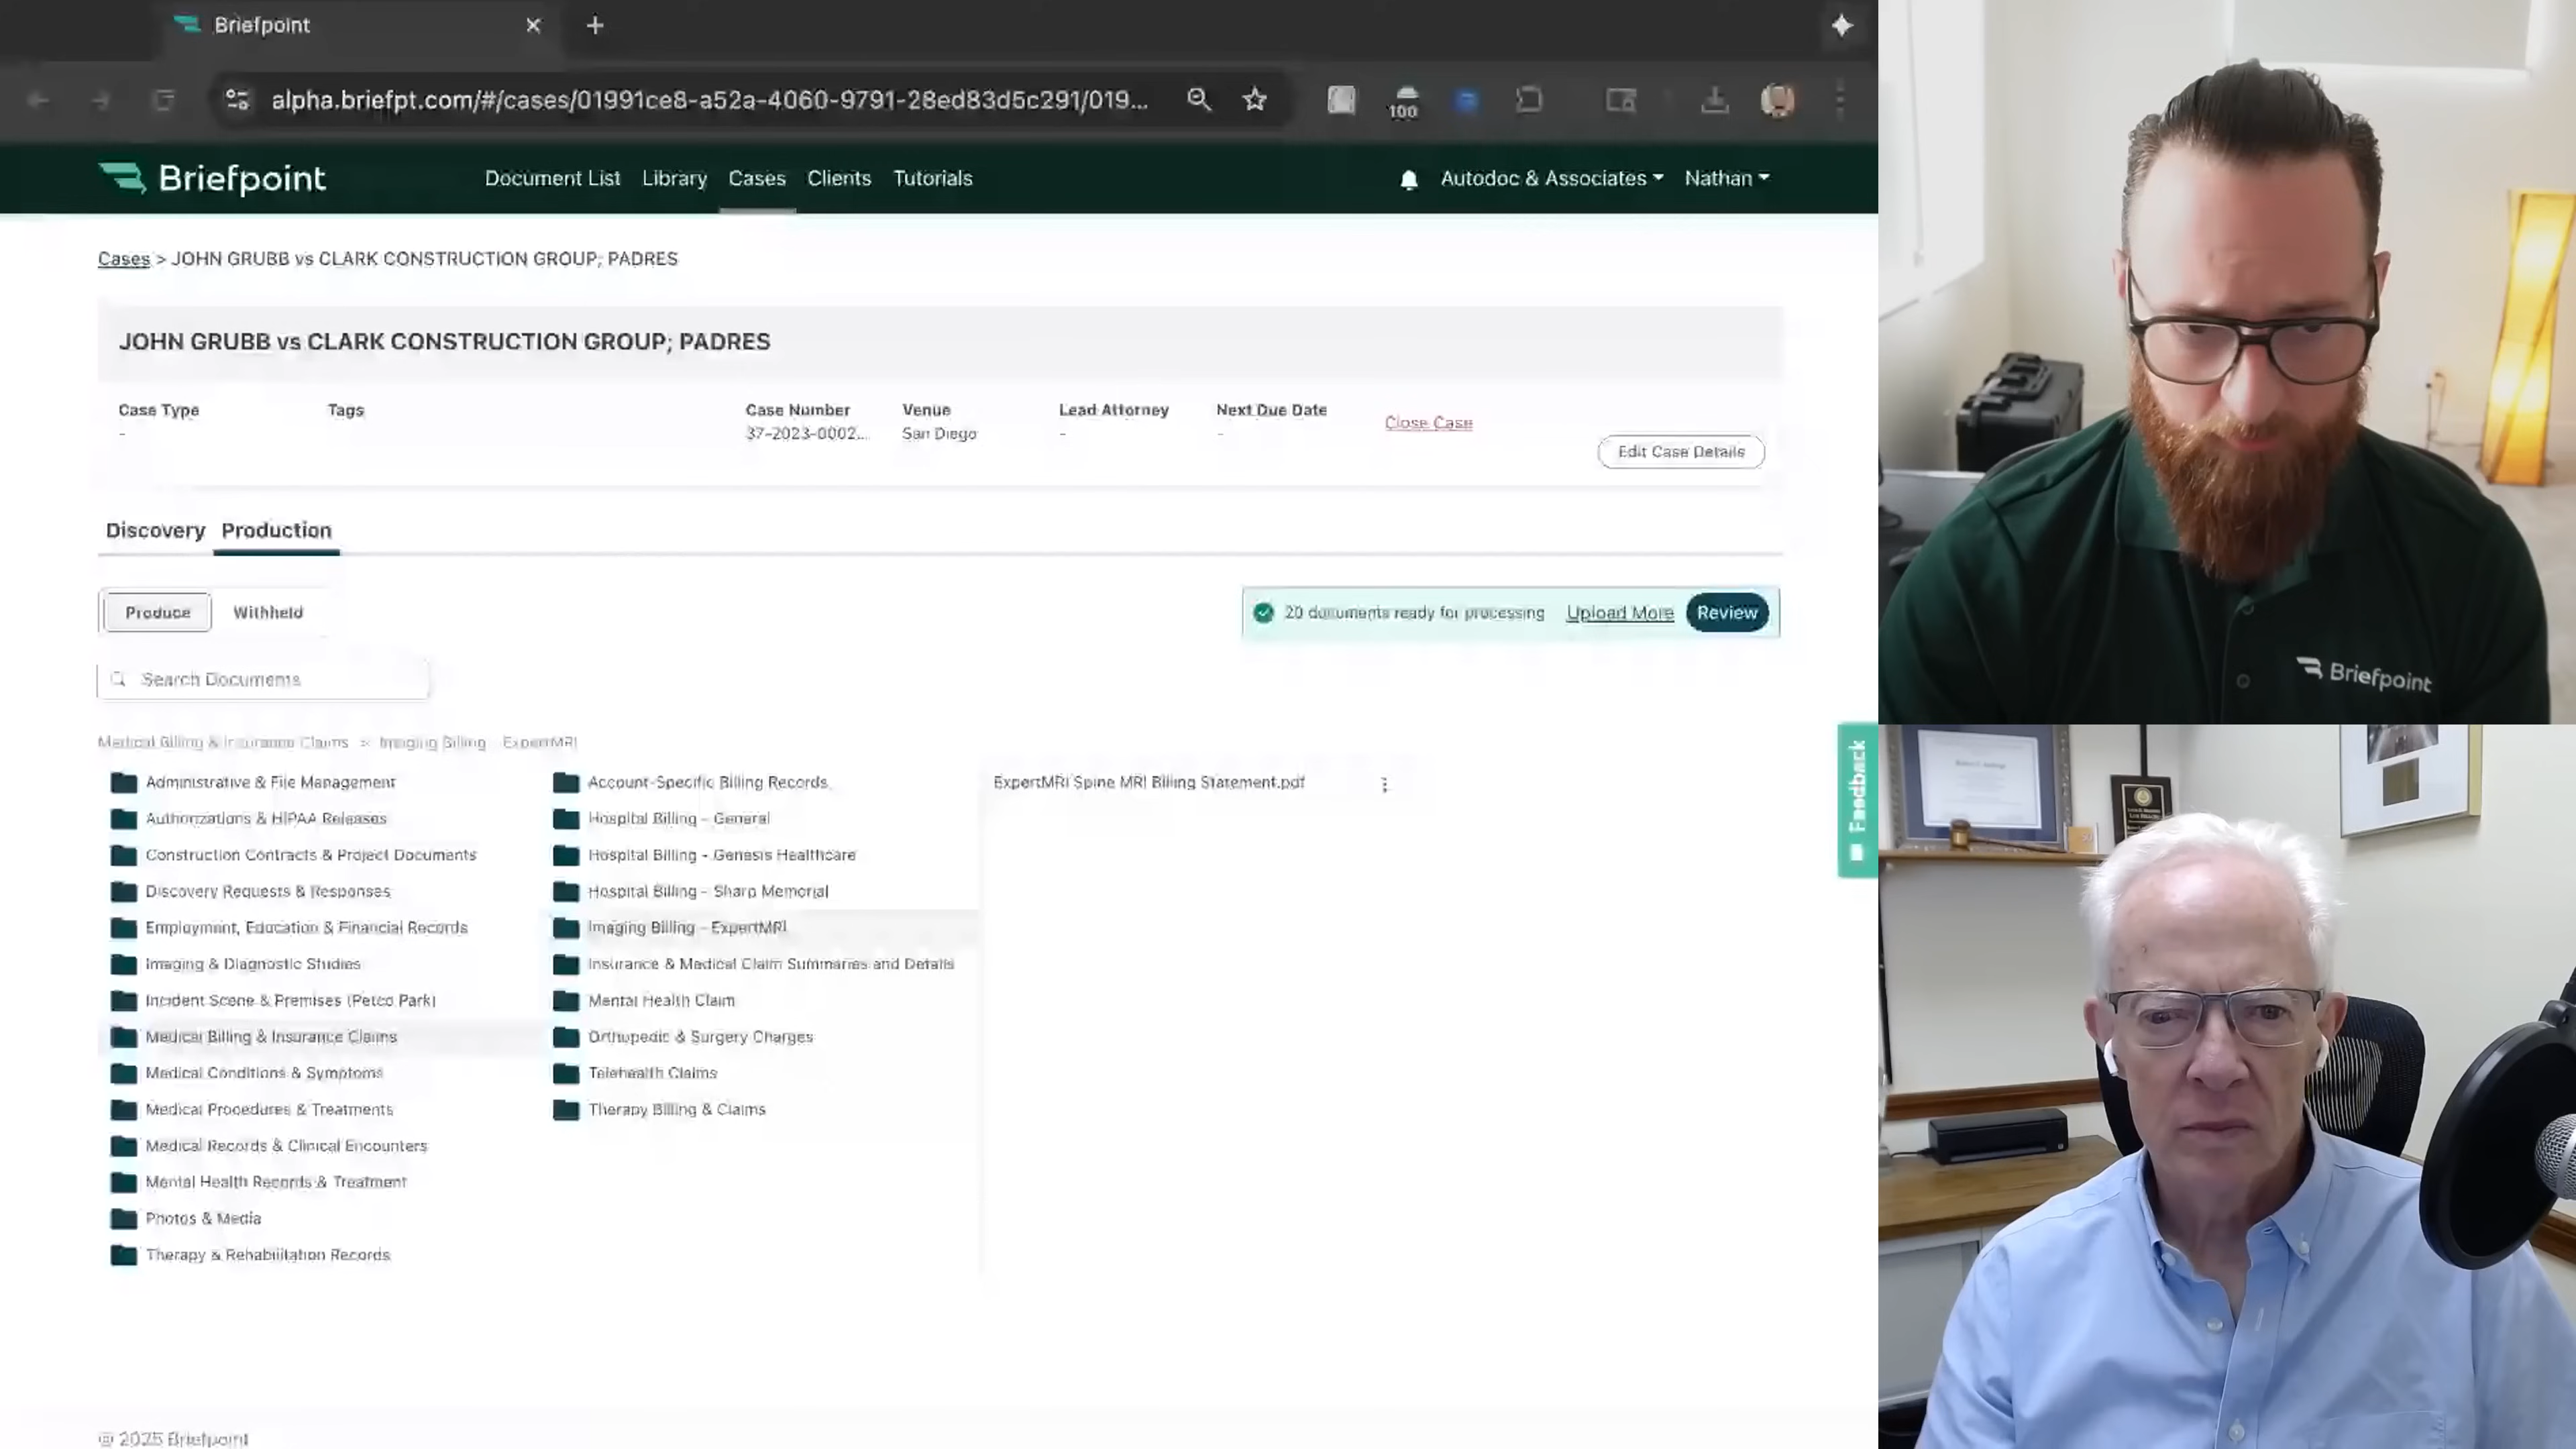 Briefpoint
alpha.briefpt.com/#/cases/01991ce8-a52a-4060-9791-28ed83d5c291/019...
100
Briefpoint
Document List
Library
Cases
Clients
Tutorials
Autodoc & Associates
Nathan
Cases > JOHN GRUBB vs CLARK CONSTRUCTION GROUP; PADRES
JOHN GRUBB vs CLARK CONSTRUCTION GROUP; PADRES
Case Type
-
Tags
Case Number
37-2023-0002...
Venue
San Diego
Lead Attorney
-
Next Due Date
-
Close Case
Edit Case Details
Discovery
Production
Produce
Withheld
20 documents ready for processing
Upload More
Review
Search Documents
Medical Billing & Insurance Claims > Imaging Billing - ExpertMRI
Administrative & File Management
Authorizations & HIPAA Releases
Construction Contracts & Project Documents
Discovery Requests & Responses
Employment, Education & Financial Records
Imaging & Diagnostic Studies
Incident Scene & Premises (Petco Park)
Medical Billing & Insurance Claims
Medical Conditions & Symptoms
Medical Procedures & Treatments
Medical Records & Clinical Encounters
Mental Health Records & Treatment
Photos & Media
Therapy & Rehabilitation Records
Account-Specific Billing Records
Hospital Billing - General
Hospital Billing - Genesis Healthcare
Hospital Billing - Sharp Memorial
Imaging Billing - ExpertMRI
Insurance & Medical Claim Summaries and Details
Mental Health Claim
Orthopedic & Surgery Charges
Telehealth Claims
Therapy Billing & Claims
ExpertMRI Spine MRI Billing Statement.pdf
Feedback
© 2025 Briefpoint
Briefpoint